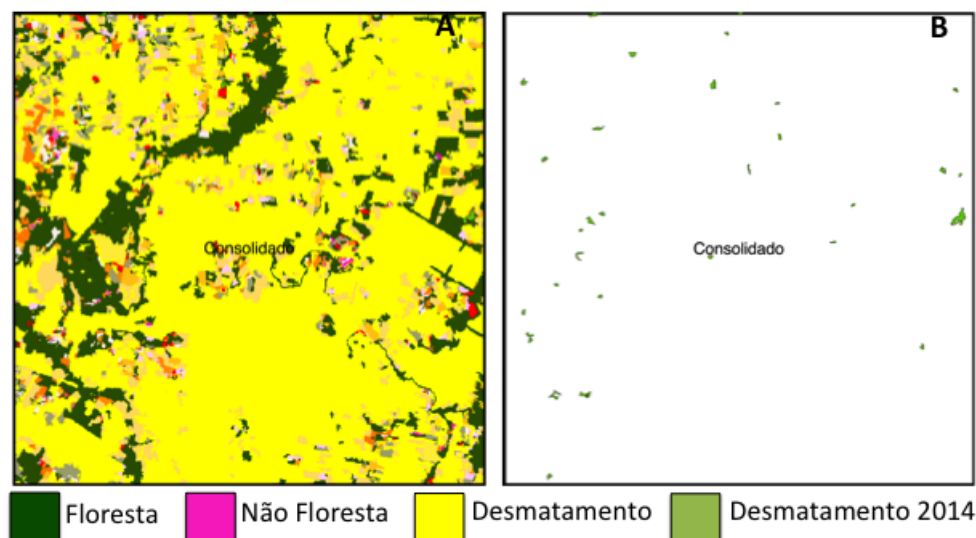 A
B
Consolidado
Consolidado
Floresta
Não Floresta
Desmatamento
Desmatamento 2014